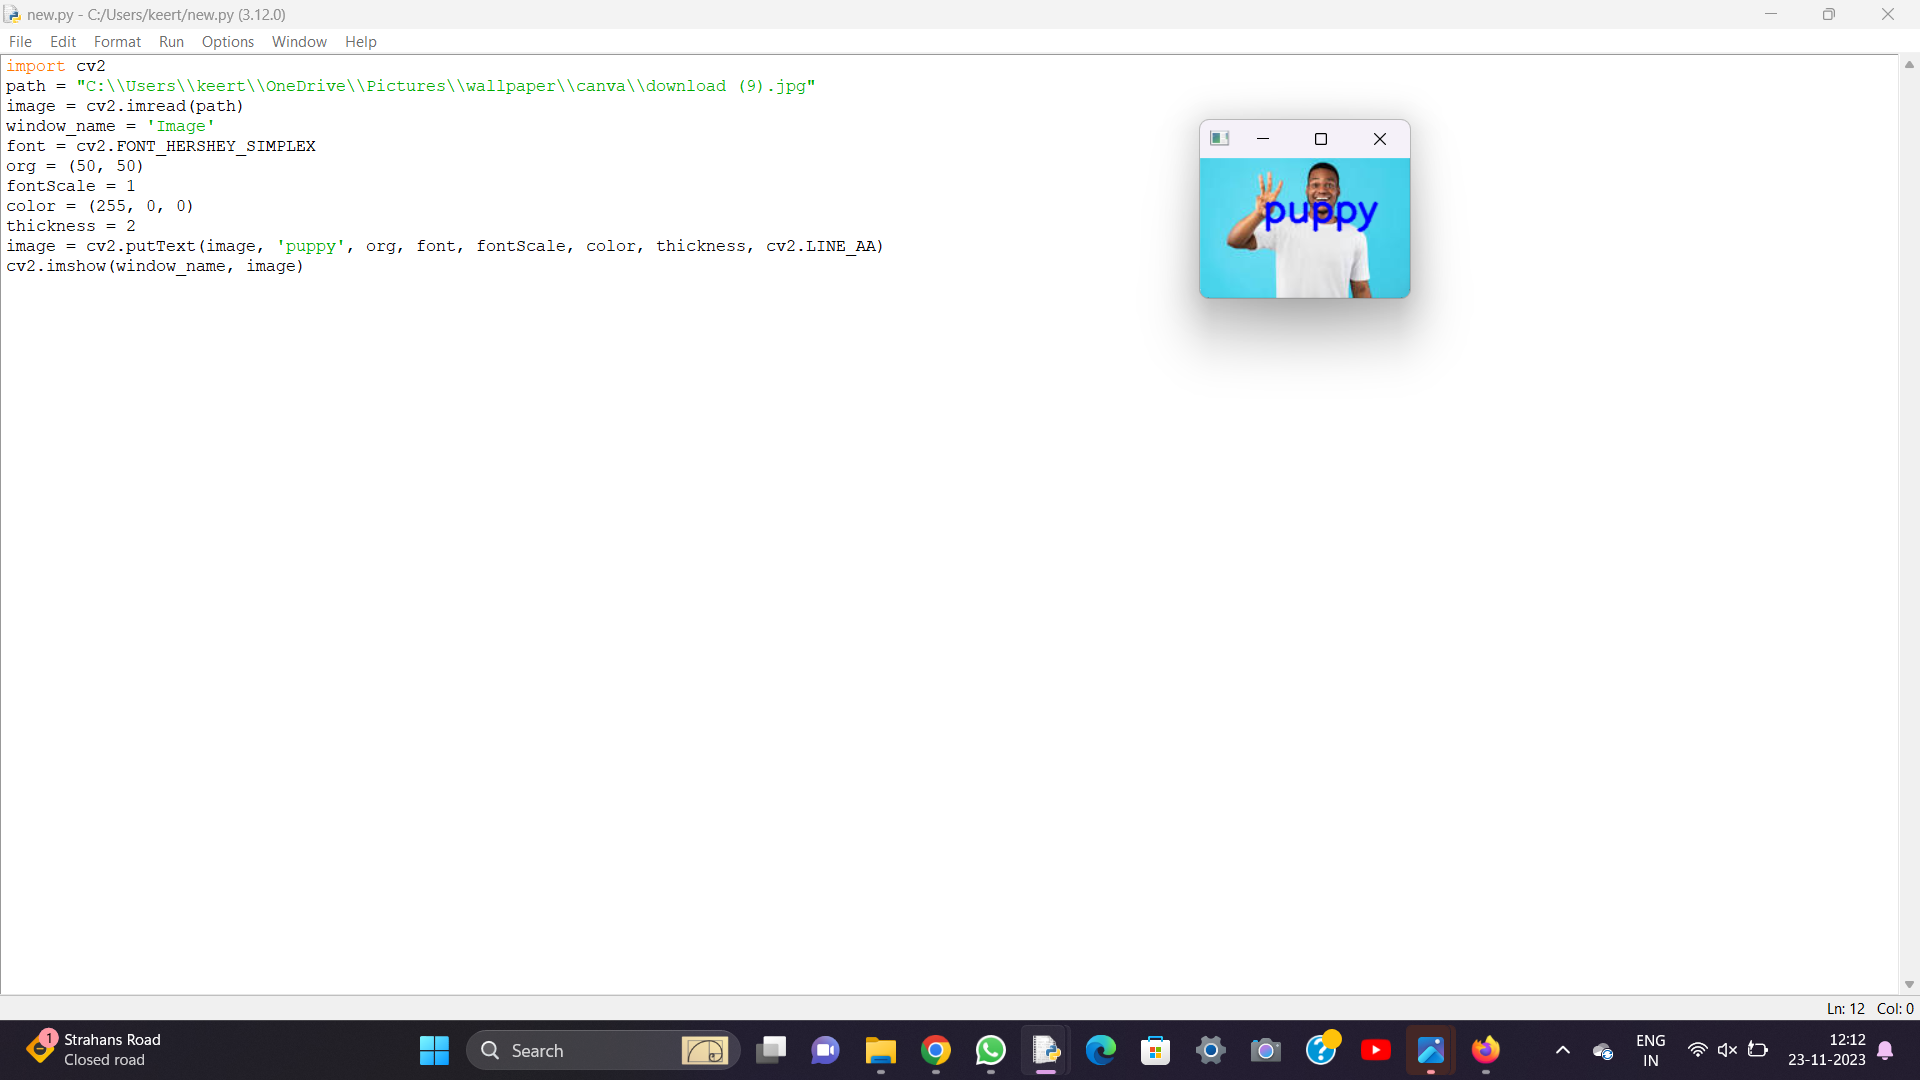 new.py - C:/Users/keert/new.py (3.12.0)
File Edit Format Run Options Window Help
import cv2
path = "C:\\Users\\keert\\OneDrive\\Pictures\\wallpaper\\canva\\download (9).jpg"
image = cv2.imread(path)
window_name = 'Image'
font = cv2.FONT_HERSHEY_SIMPLEX
org = (50, 50)
fontScale = 1
color = (255, 0, 0)
thickness = 2
image = cv2.putText(image, 'puppy', org, font, fontScale, color, thickness, cv2.LINE_AA)
cv2.imshow(window_name, image)
puppy
Ln: 12 Col: 0
1
Strahans Road
Closed road
Search
ENG
IN
12:12
23-11-2023